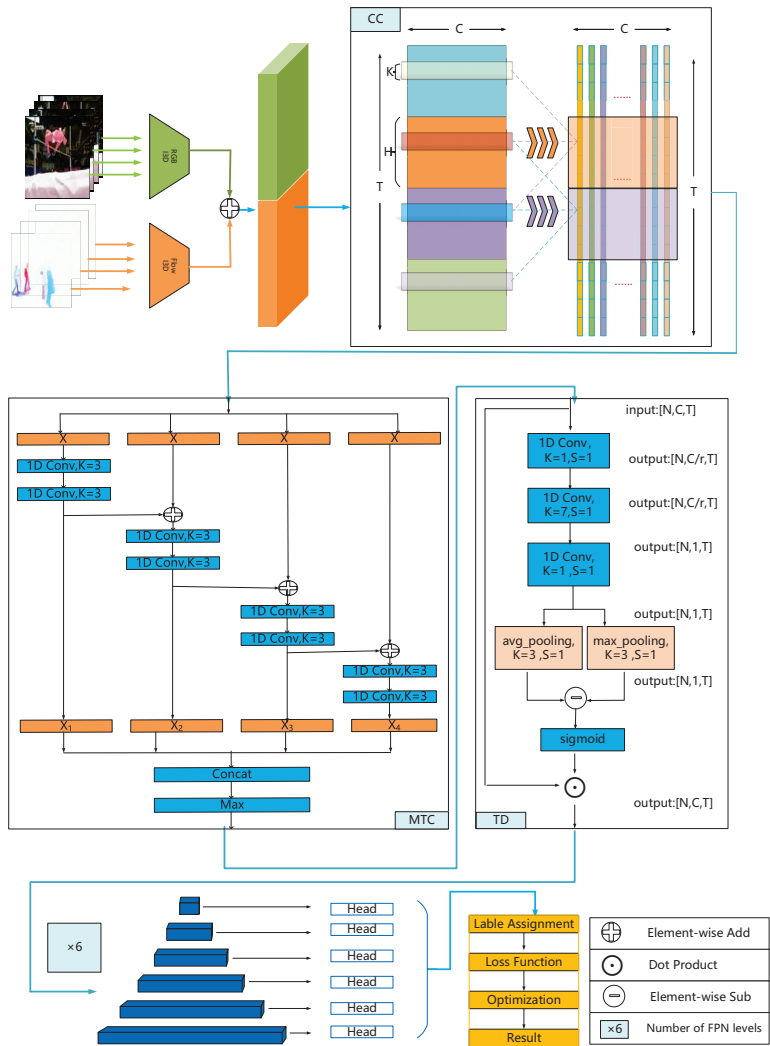 CC
C
C
K
H
T
T
RGB
I3D
Flow
I3D
X
X
X
X
1D Conv,K=3
1D Conv,K=3
1D Conv,K=3
1D Conv,K=3
1D Conv,K=3
1D Conv,K=3
1D Conv,K=3
1D Conv,K=3
X₁
X₂
X₃
X₄
Concat
Max
MTC
input:[N,C,T]
1D Conv,
K=1,S=1
output:[N,C/r,T]
1D Conv,
K=7,S=1
output:[N,C/r,T]
1D Conv,
K=1 ,S=1
output:[N,1,T]
output:[N,1,T]
avg_pooling,
K=3 ,S=1
max_pooling,
K=3 ,S=1
output:[N,1,T]
sigmoid
output:[N,C,T]
TD
×6
Head
Head
Head
Head
Head
Head
Lable Assignment
Loss Function
Optimization
Result
Element-wise Add
Dot Product
Element-wise Sub
×6
Number of FPN levels